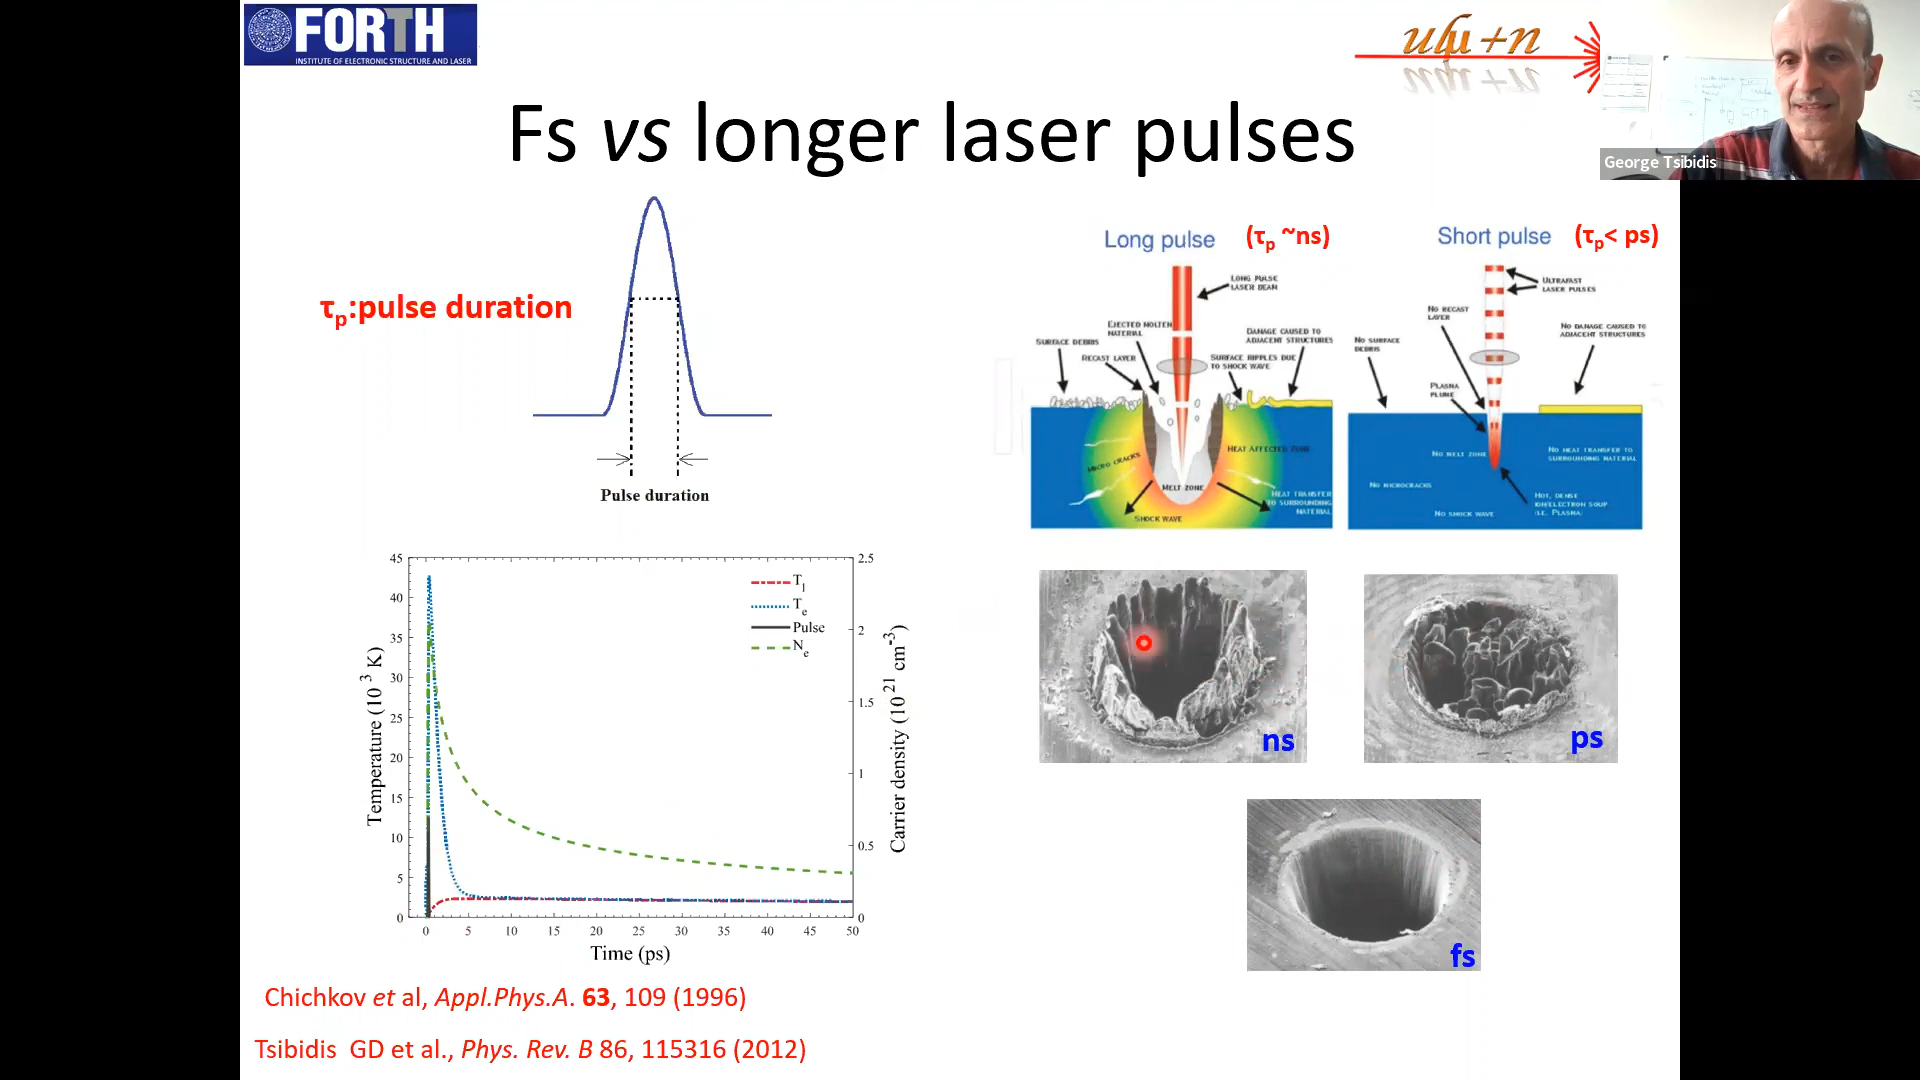 FORTH
INSTITUTE OF ELECTRONIC STRUCTURE AND LASER
George Tsibidis
Fs vs longer laser pulses
τp:pulse duration
Pulse duration
Long pulse (τp ~ns)
LONG PULSE
LASER BEAM
EJECTED MOLTEN
MATERIAL
SURFACE DEBRIS
RECAST LAYER
DAMAGE CAUSED TO
ADJACENT STRUCTURES
SURFACE RIPPLES DUE
TO SHOCK WAVE
HEAT AFFECTED ZONE
MICRO CRACKS
MELT ZONE
HEAT TRANSFER
TO SURROUNDING
MATERIAL
SHOCK WAVE
Short pulse (τp< ps)
ULTRAFAST
LASER PULSES
NO RECAST
LAYER
NO DAMAGE CAUSED TO
ADJACENT STRUCTURES
NO SURFACE
DEBRIS
PLASMA
PLUME
NO MELT ZONE
NO HEAT TRANSFER TO
SURROUNDING MATERIAL
NO MICROCRACKS
HOT, DENSE
ION/ELECTRON SOUP
(I.E. PLASMA)
NO SHOCK WAVE
ns
ps
fs
Temperature (10 3 K)
45
40
35
30
25
20
15
10
5
0
Tl
Te
Pulse
Ne
2.5
2
1.5
1
0.5
0
Carrier density (10 21 cm-3)
0 5 10 15 20 25 30 35 40 45 50
Time (ps)
Chichkov et al, Appl.Phys.A. 63, 109 (1996)
Tsibidis GD et al., Phys. Rev. B 86, 115316 (2012)